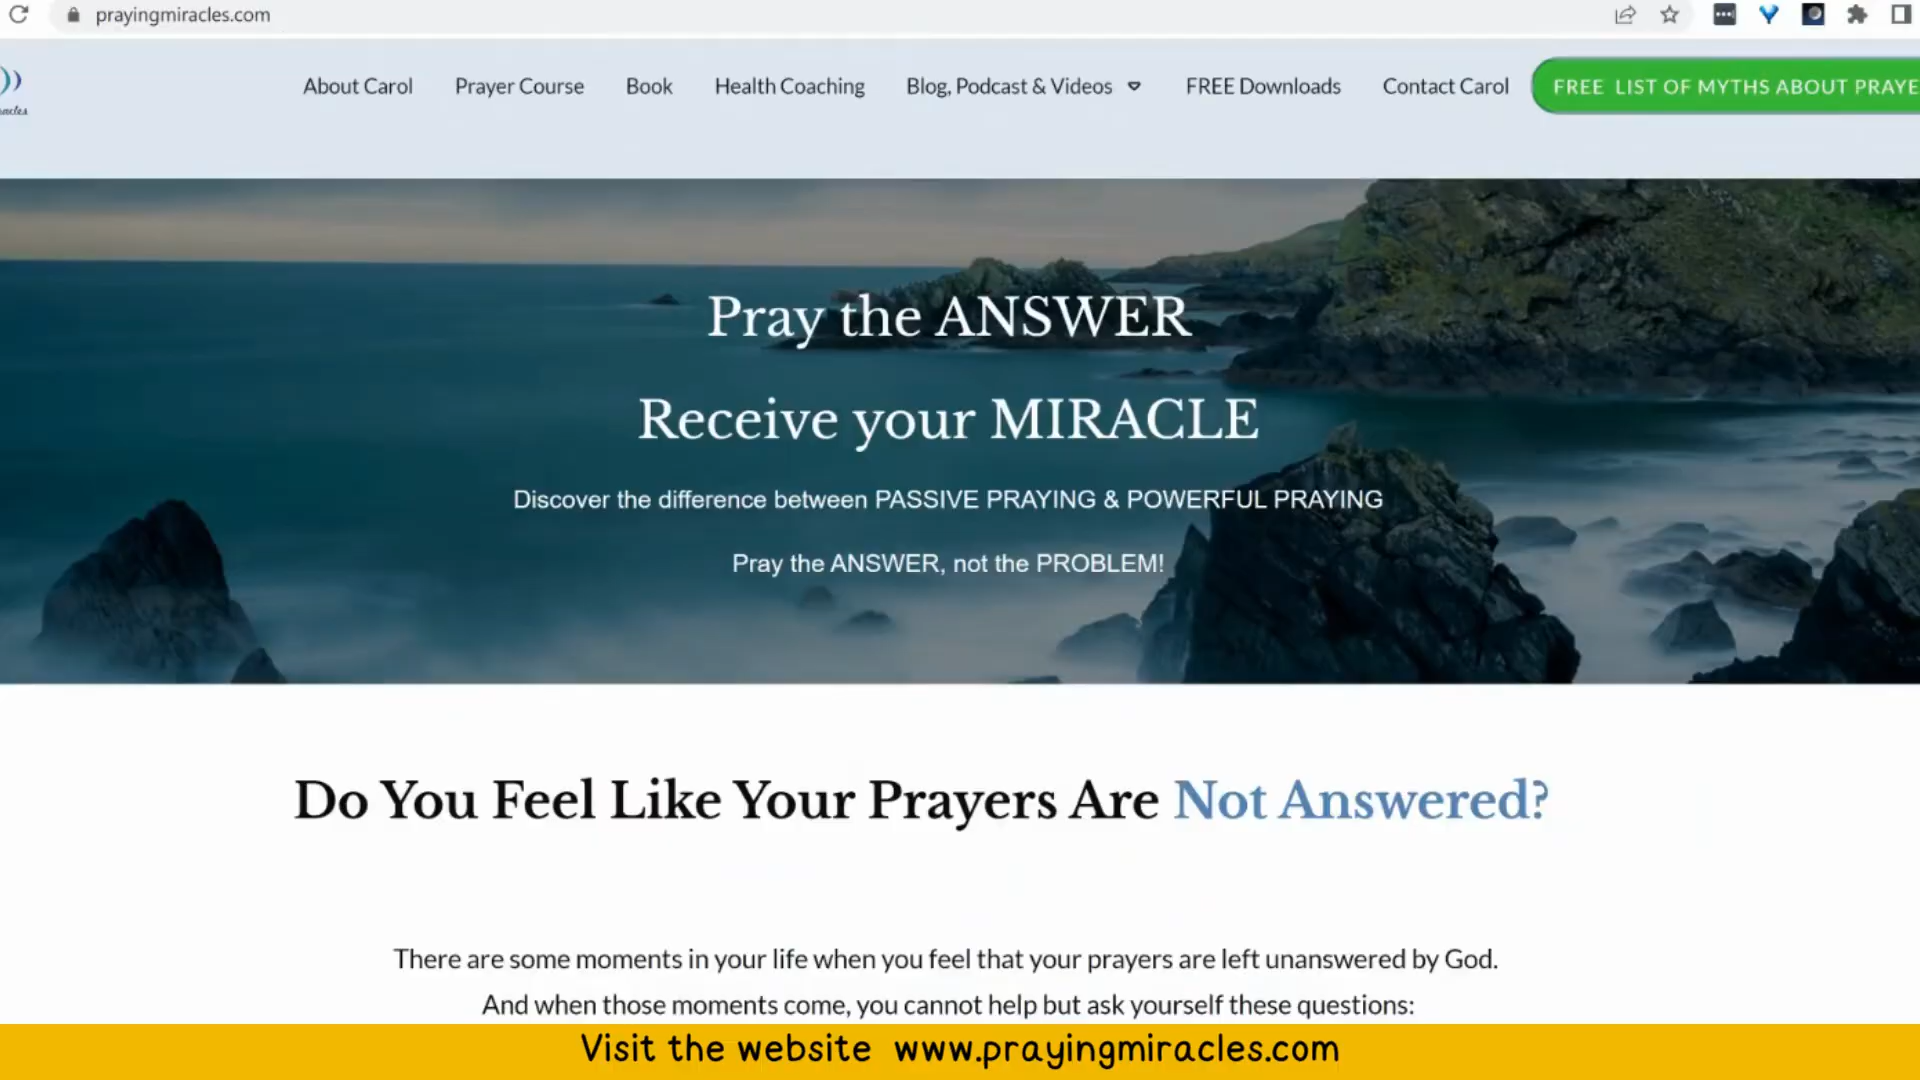 prayingmiracles.com
About Carol Prayer Course Book Health Coaching Blog, Podcast & Videos FREE Downloads Contact Carol FREE LIST OF MYTHS ABOUT PRAYE
Pray the ANSWER
Receive your MIRACLE
Discover the difference between PASSIVE PRAYING & POWERFUL PRAYING
Pray the ANSWER, not the PROBLEM!
Do You Feel Like Your Prayers Are Not Answered?
There are some moments in your life when you feel that your prayers are left unanswered by God.
And when those moments come, you cannot help but ask yourself these questions:
Visit the website www.prayingmiracles.com